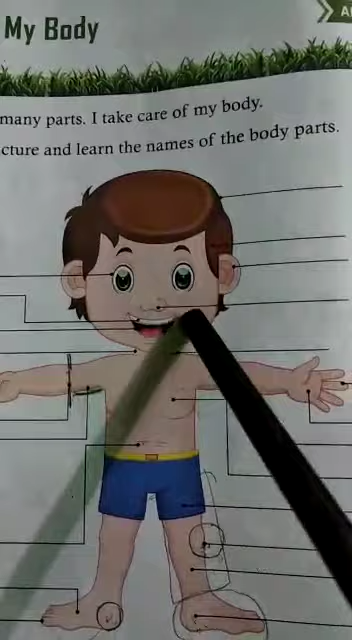 My Body
many parts. I take care of my body.
cture and learn the names of the body parts.